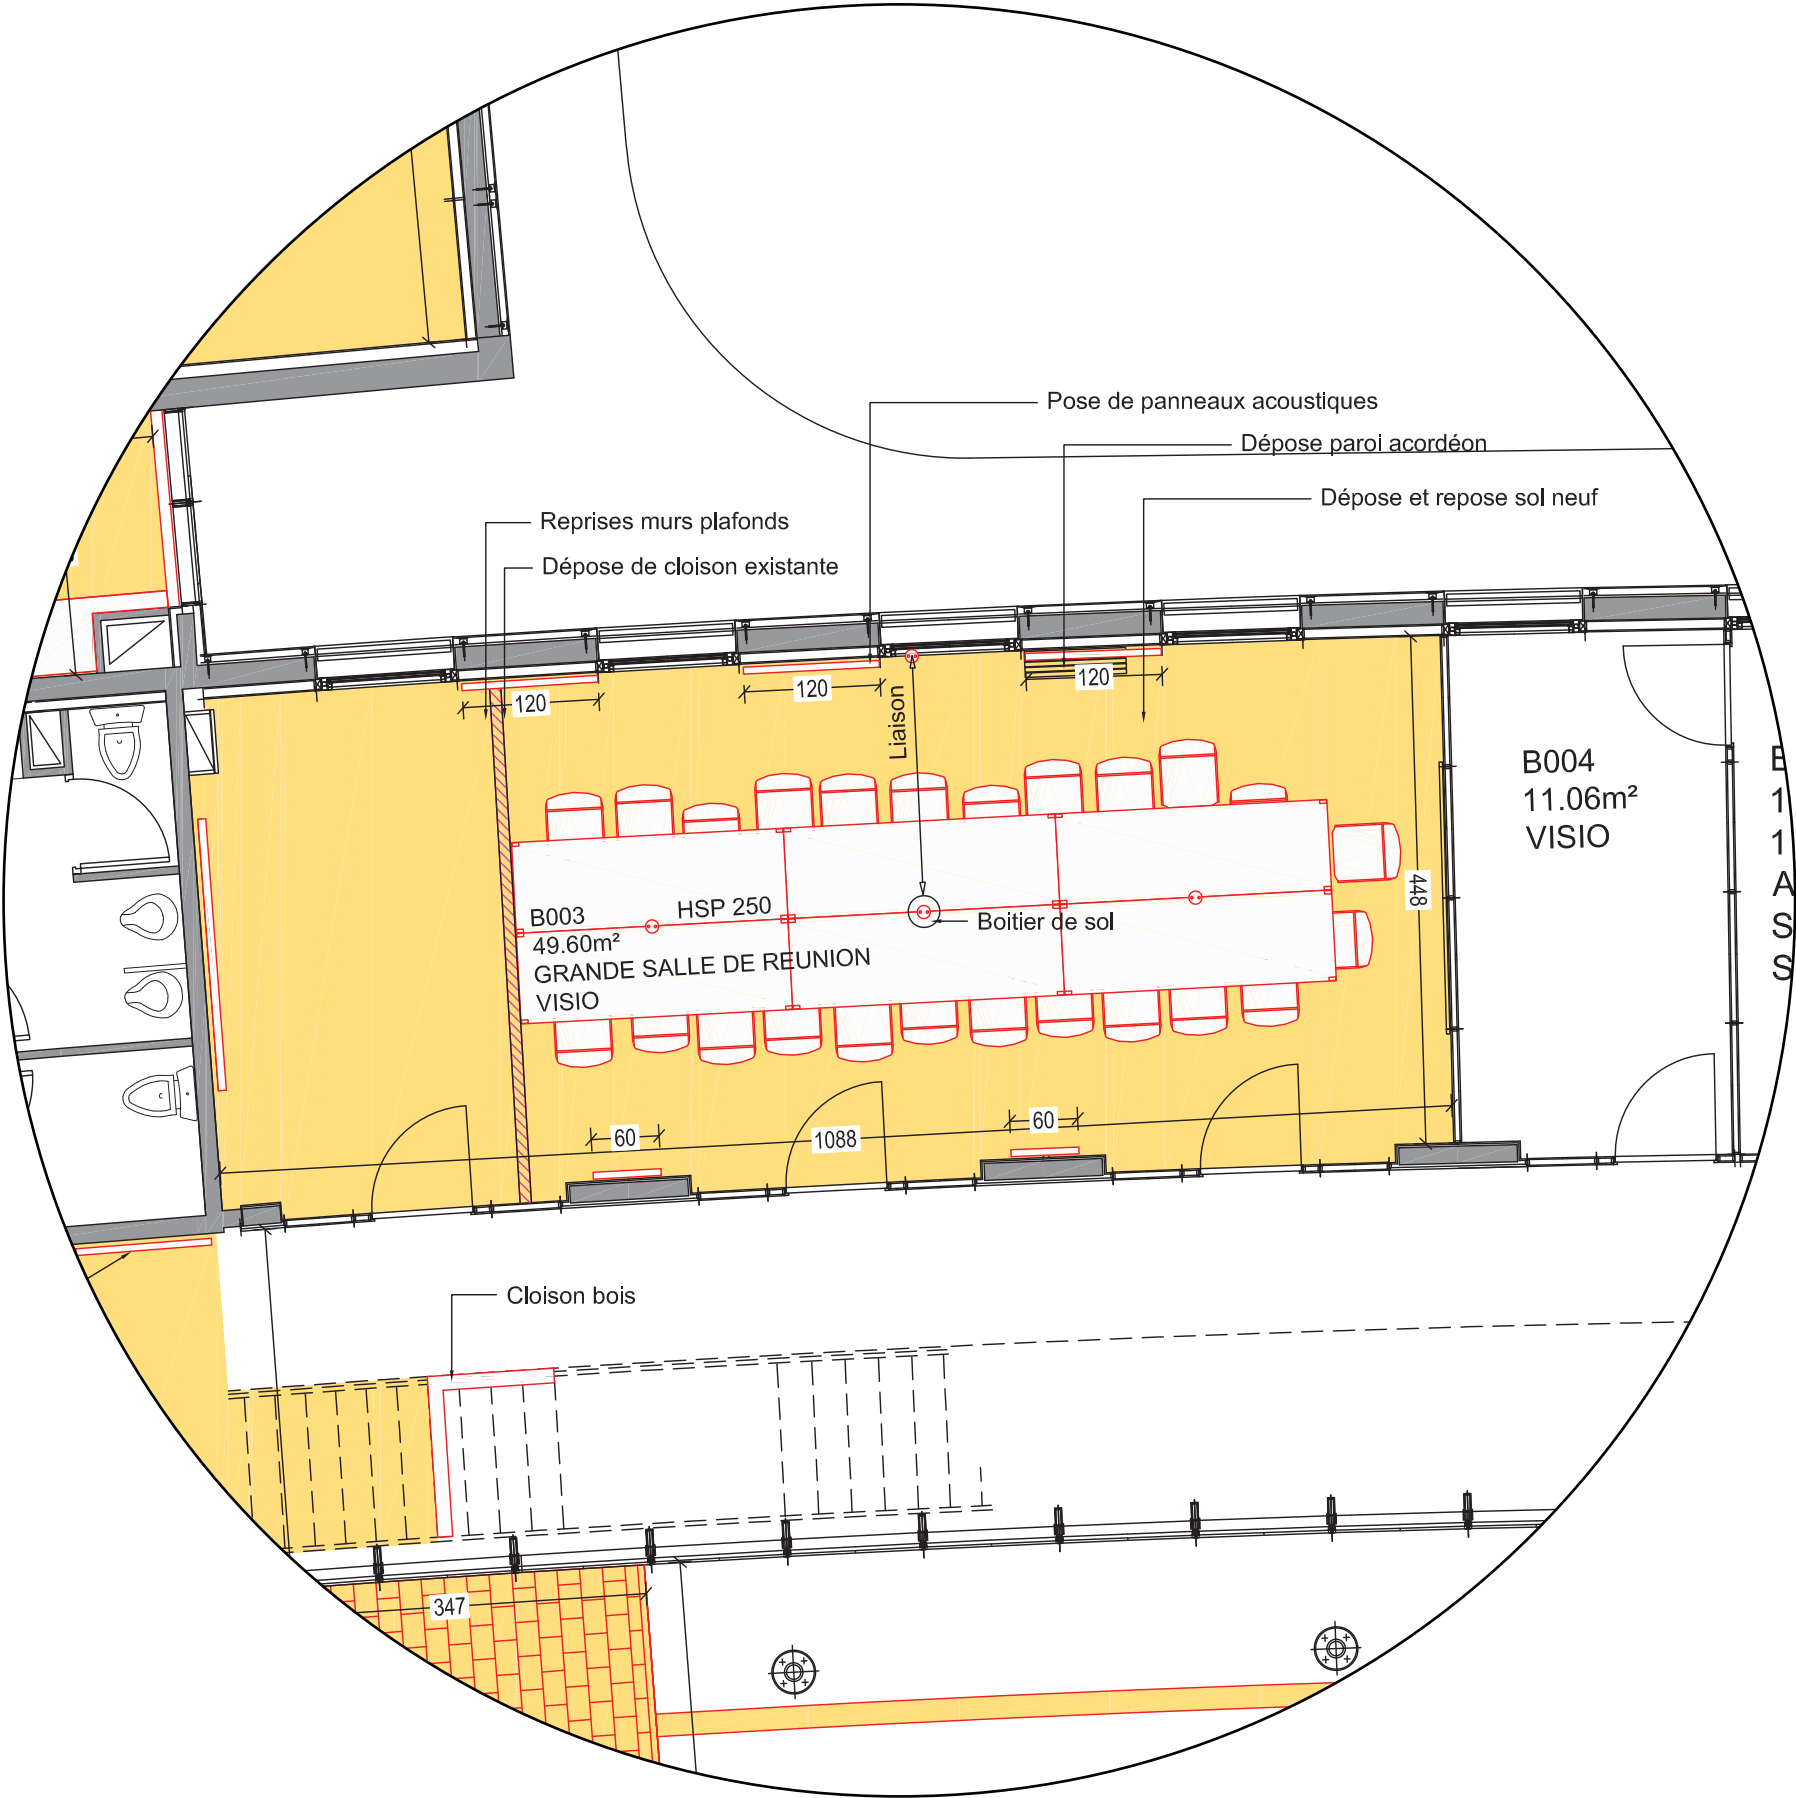 Pose de panneaux acoustiques
Dépose paroi acordéon
Dépose et repose sol neuf
Reprises murs plafonds
Dépose de cloison existante
120
120
120
Liaison
B004
11.06m²
VISIO
448
B003
49.60m²
GRANDE SALLE DE REUNION
VISIO
HSP 250
Boitier de sol
60
1088
60
Cloison bois
347
1
1
A
S
S